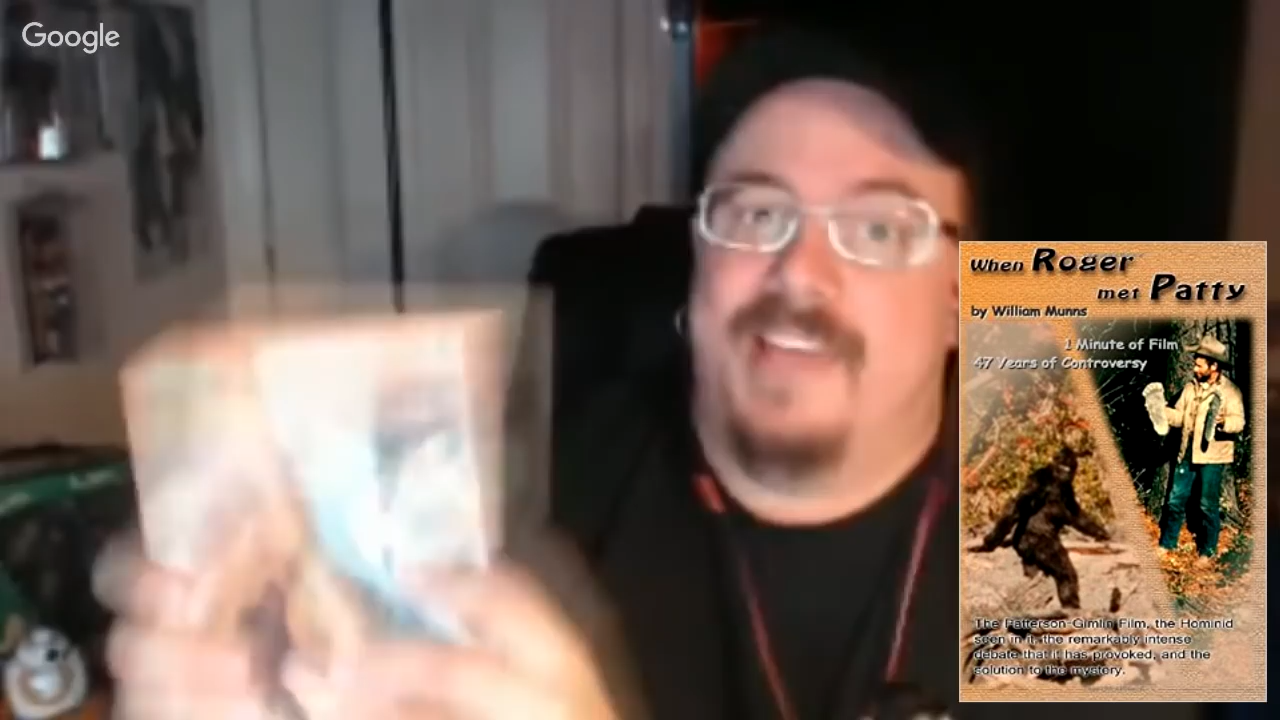 Google
When Roger
met Patty
by William Munns
1 Minute of Film
47 Years of Controversy
The Patterson-Gimlin Film, the Hominid
seen in it, the remarkably intense
debate that it has provoked, and the
solution to the mystery.